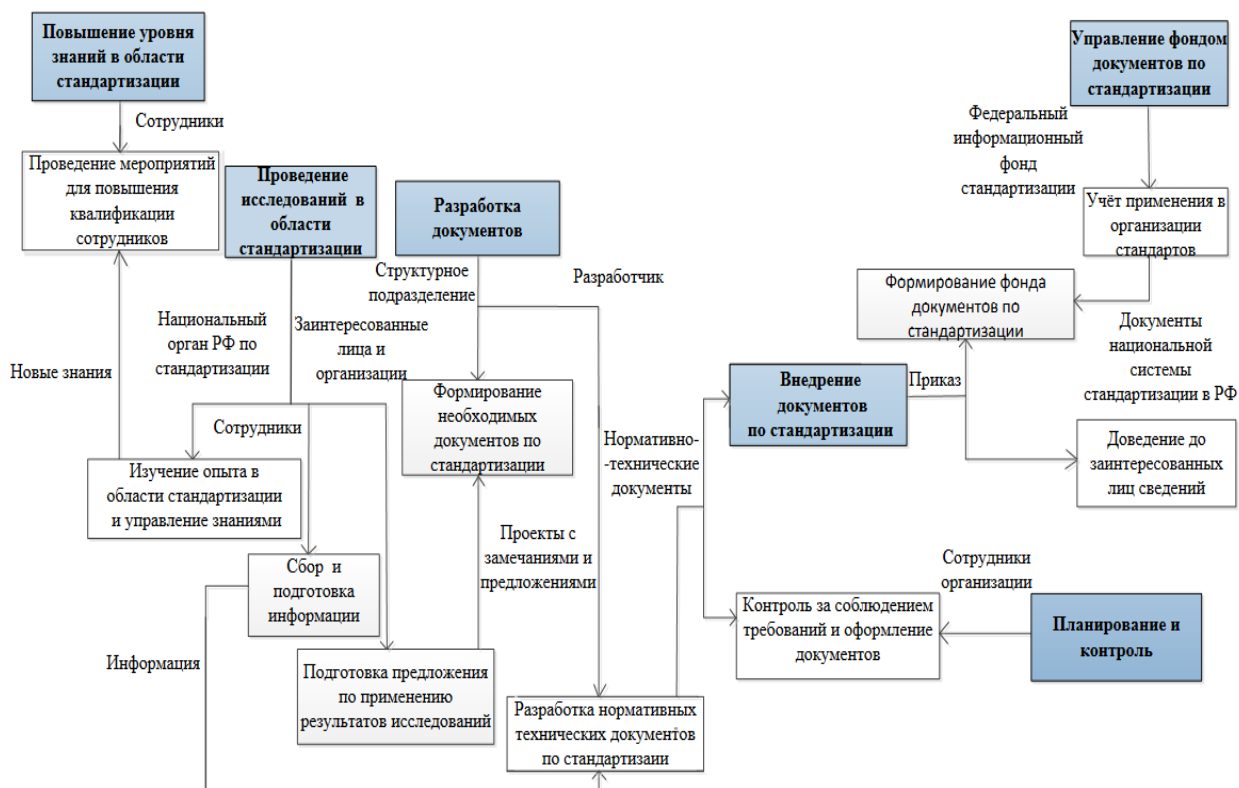 Повышение уровня
знаний в области
стандартизации
Сотрудники
Проведение мероприятий
для повышения
квалификации
сотрудников
Проведение
исследований в
области
стандартизации
Разработка
документов
Управление фондом
документов по
стандартизации
Федеральный
информационный
фонд
стандартизации
Учёт применения в
организации
стандартов
Структурное
подразделение
Разработчик
Формирование фонда
документов по
стандартизации
Национальный
орган РФ по
стандартизации
Заинтересованные
лица и
организации
Документы
национальной
системы
стандартизации в РФ
Новые знания
Формирование
необходимых
документов по
стандартизации
Внедрение
документов
по стандартизации
Приказ
Сотрудники
Нормативно-
-технические
документы
Доведение до
заинтересованных
лиц сведений
Изучение опыта в
области стандартизации
и управление знаниями
Проекты с
замечаниями и
предложениями
Сбор и
подготовка
информации
Сотрудники
организации
Контроль за соблюдением
требований и оформление
документов
Планирование и
контроль
Информация
Подготовка предложения
по применению
результатов исследований
Разработка нормативных
технических документов
по стандартизаии